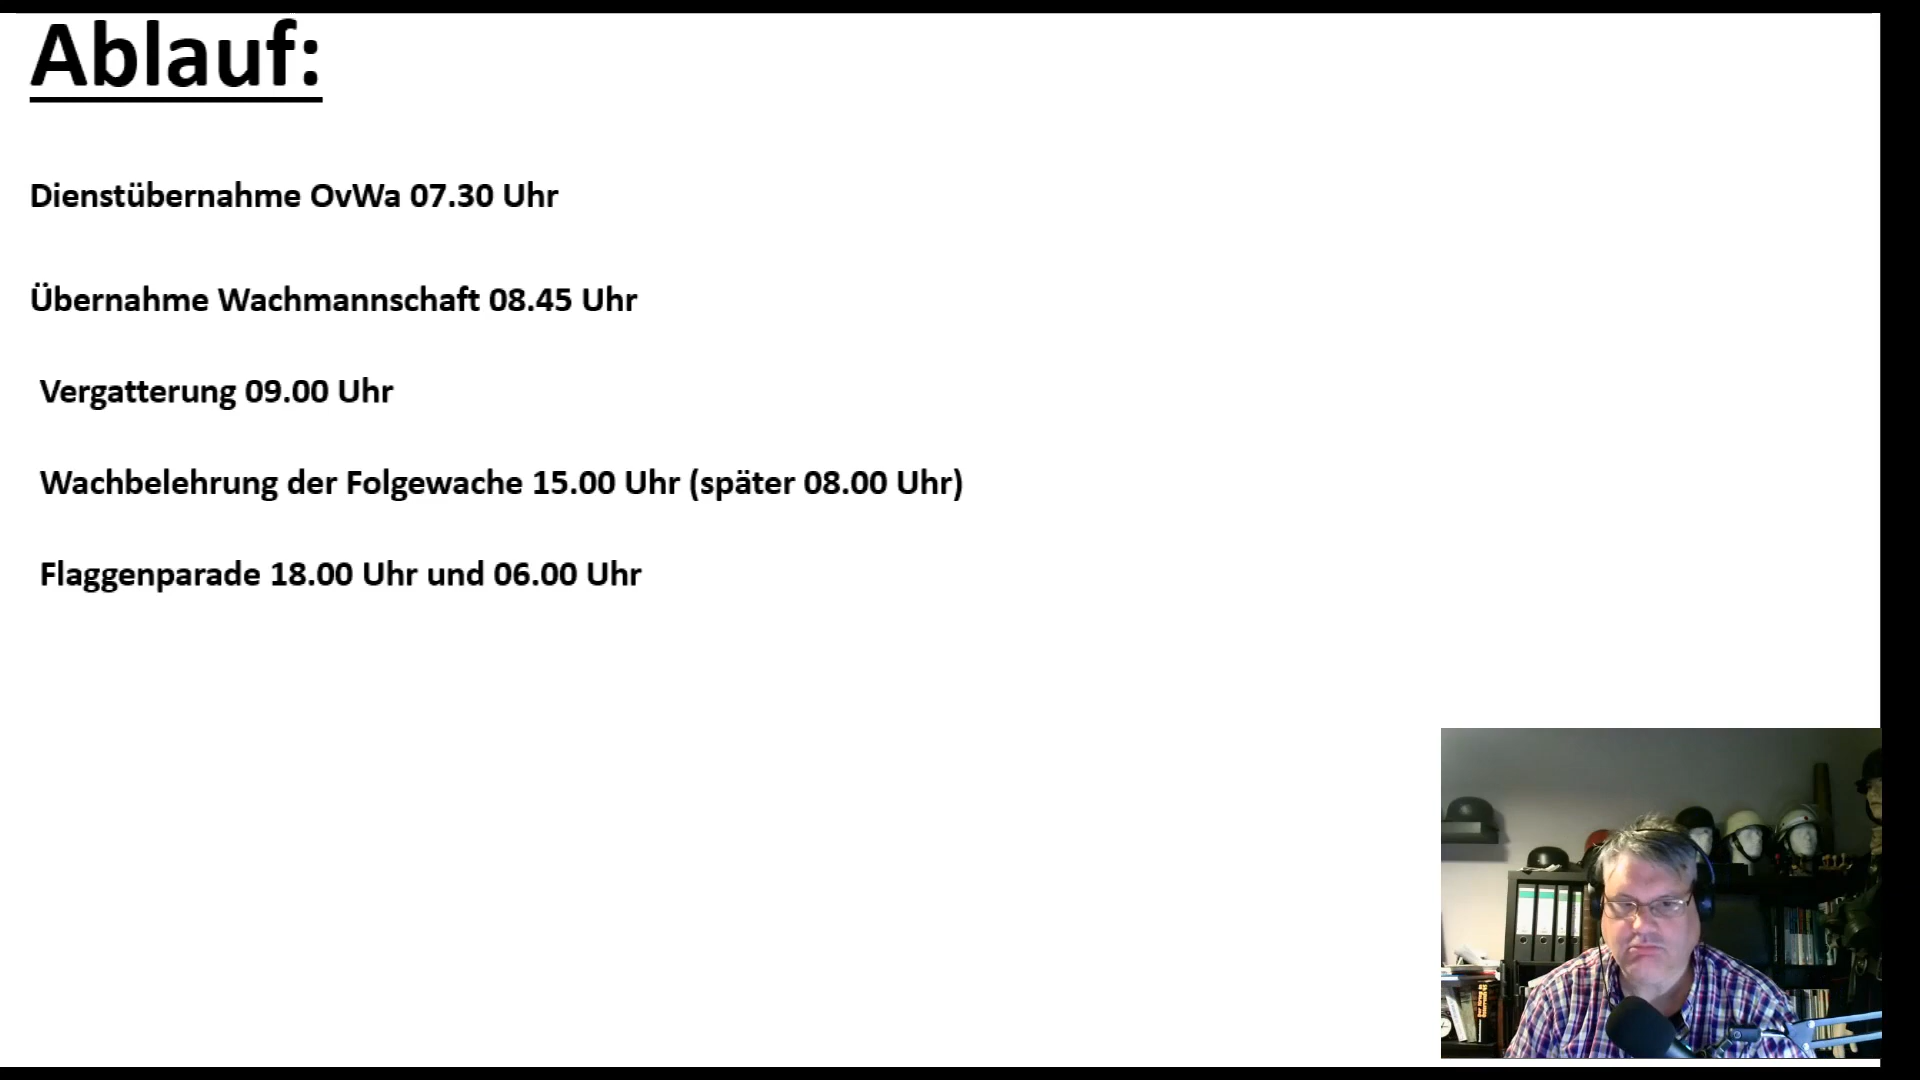 Ablauf:
Dienstübernahme OvWa 07.30 Uhr
Übernahme Wachmannschaft 08.45 Uhr
Vergatterung 09.00 Uhr
Wachbelehrung der Folgewache 15.00 Uhr (später 08.00 Uhr)
Flaggenparade 18.00 Uhr und 06.00 Uhr